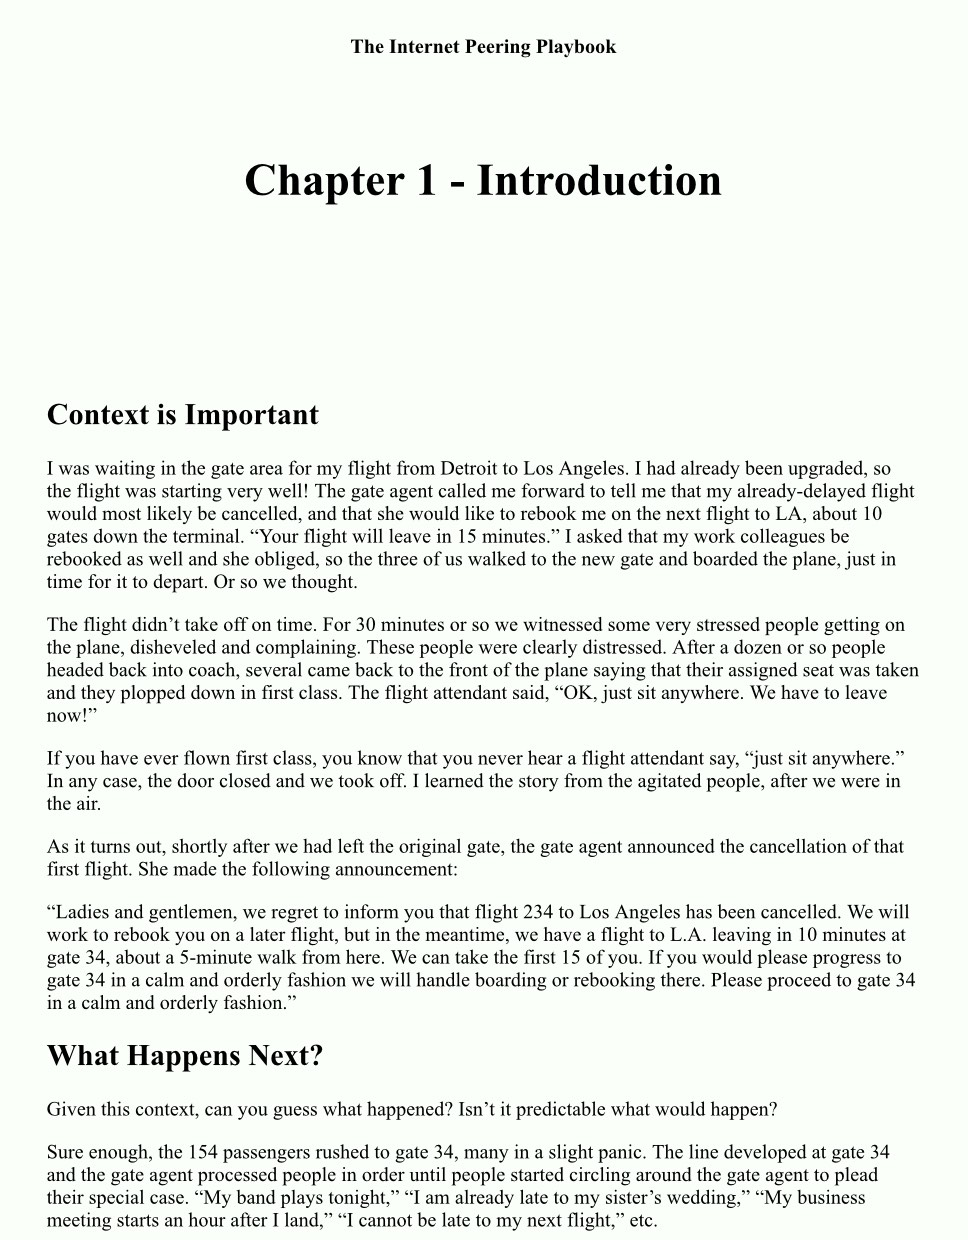 The Internet Peering Playbook
Chapter 1 - Introduction
Context is Important
I was waiting in the gate area for my flight from Detroit to Los Angeles. I had already been upgraded, so
the flight was starting very well! The gate agent called me forward to tell me that my already-delayed flight
would most likely be cancelled, and that she would like to rebook me on the next flight to LA, about 10
gates down the terminal. “Your flight will leave in 15 minutes.” I asked that my work colleagues be
rebooked as well and she obliged, so the three of us walked to the new gate and boarded the plane, just in
time for it to depart. Or so we thought.
The flight didn’t take off on time. For 30 minutes or so we witnessed some very stressed people getting on
the plane, disheveled and complaining. These people were clearly distressed. After a dozen or so people
headed back into coach, several came back to the front of the plane saying that their assigned seat was taken
and they plopped down in first class. The flight attendant said, “OK, just sit anywhere. We have to leave
now!”
If you have ever flown first class, you know that you never hear a flight attendant say, “just sit anywhere.”
In any case, the door closed and we took off. I learned the story from the agitated people, after we were in
the air.
As it turns out, shortly after we had left the original gate, the gate agent announced the cancellation of that
first flight. She made the following announcement:
“Ladies and gentlemen, we regret to inform you that flight 234 to Los Angeles has been cancelled. We will
work to rebook you on a later flight, but in the meantime, we have a flight to L.A. leaving in 10 minutes at
gate 34, about a 5-minute walk from here. We can take the first 15 of you. If you would please progress to
gate 34 in a calm and orderly fashion we will handle boarding or rebooking there. Please proceed to gate 34
in a calm and orderly fashion.”
What Happens Next?
Given this context, can you guess what happened? Isn’t it predictable what would happen?
Sure enough, the 154 passengers rushed to gate 34, many in a slight panic. The line developed at gate 34
and the gate agent processed people in order until people started circling around the gate agent to plead
their special case. “My band plays tonight,” “I am already late to my sister’s wedding,” “My business
meeting starts an hour after I land,” “I cannot be late to my next flight,” etc.